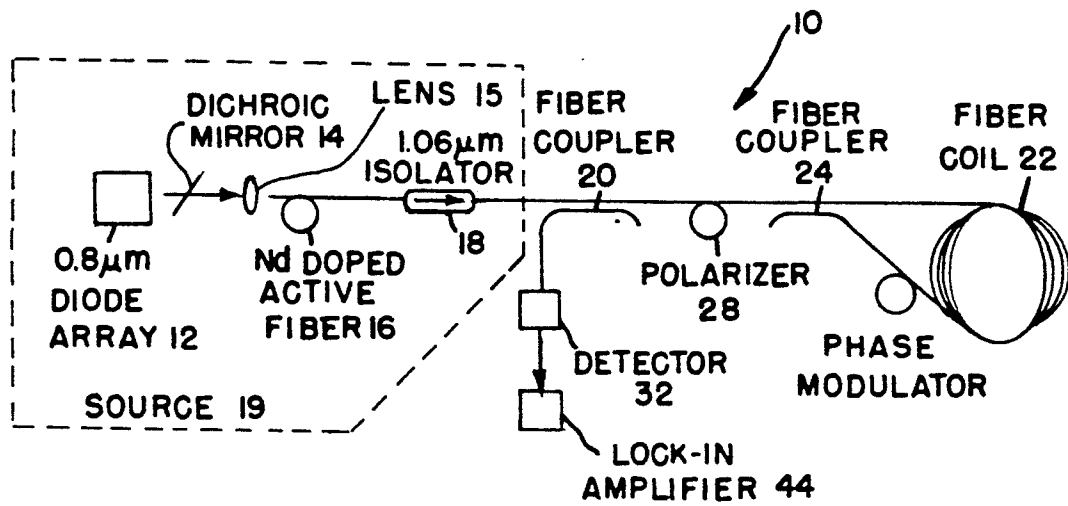 10
DICHROIC
MIRROR 14
LENS 15
1.06μm
ISOLATOR
18
FIBER
COUPLER
20
FIBER
COUPLER
24
FIBER
COIL 22
0.8μm
DIODE
ARRAY 12
Nd DOPED
ACTIVE
FIBER 16
POLARIZER
28
DETECTOR
32
PHASE
MODULATOR
SOURCE 19
LOCK-IN
AMPLIFIER 44